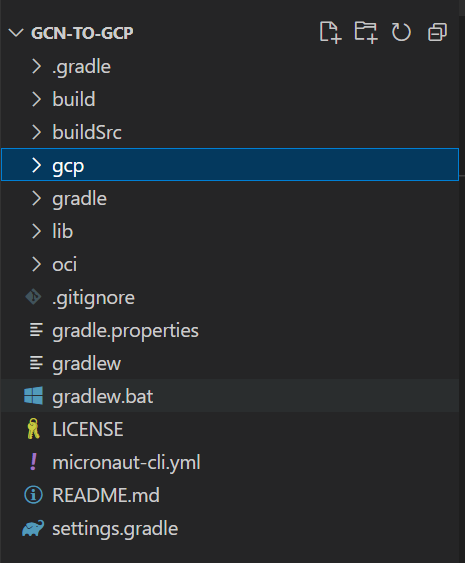 GCN-TO-GCP
.gradle
build
buildSrc
gcp
gradle
lib
oci
.gitignore
gradle.properties
gradlew
gradlew.bat
LICENSE
micronaut-cli.yml
README.md
settings.gradle